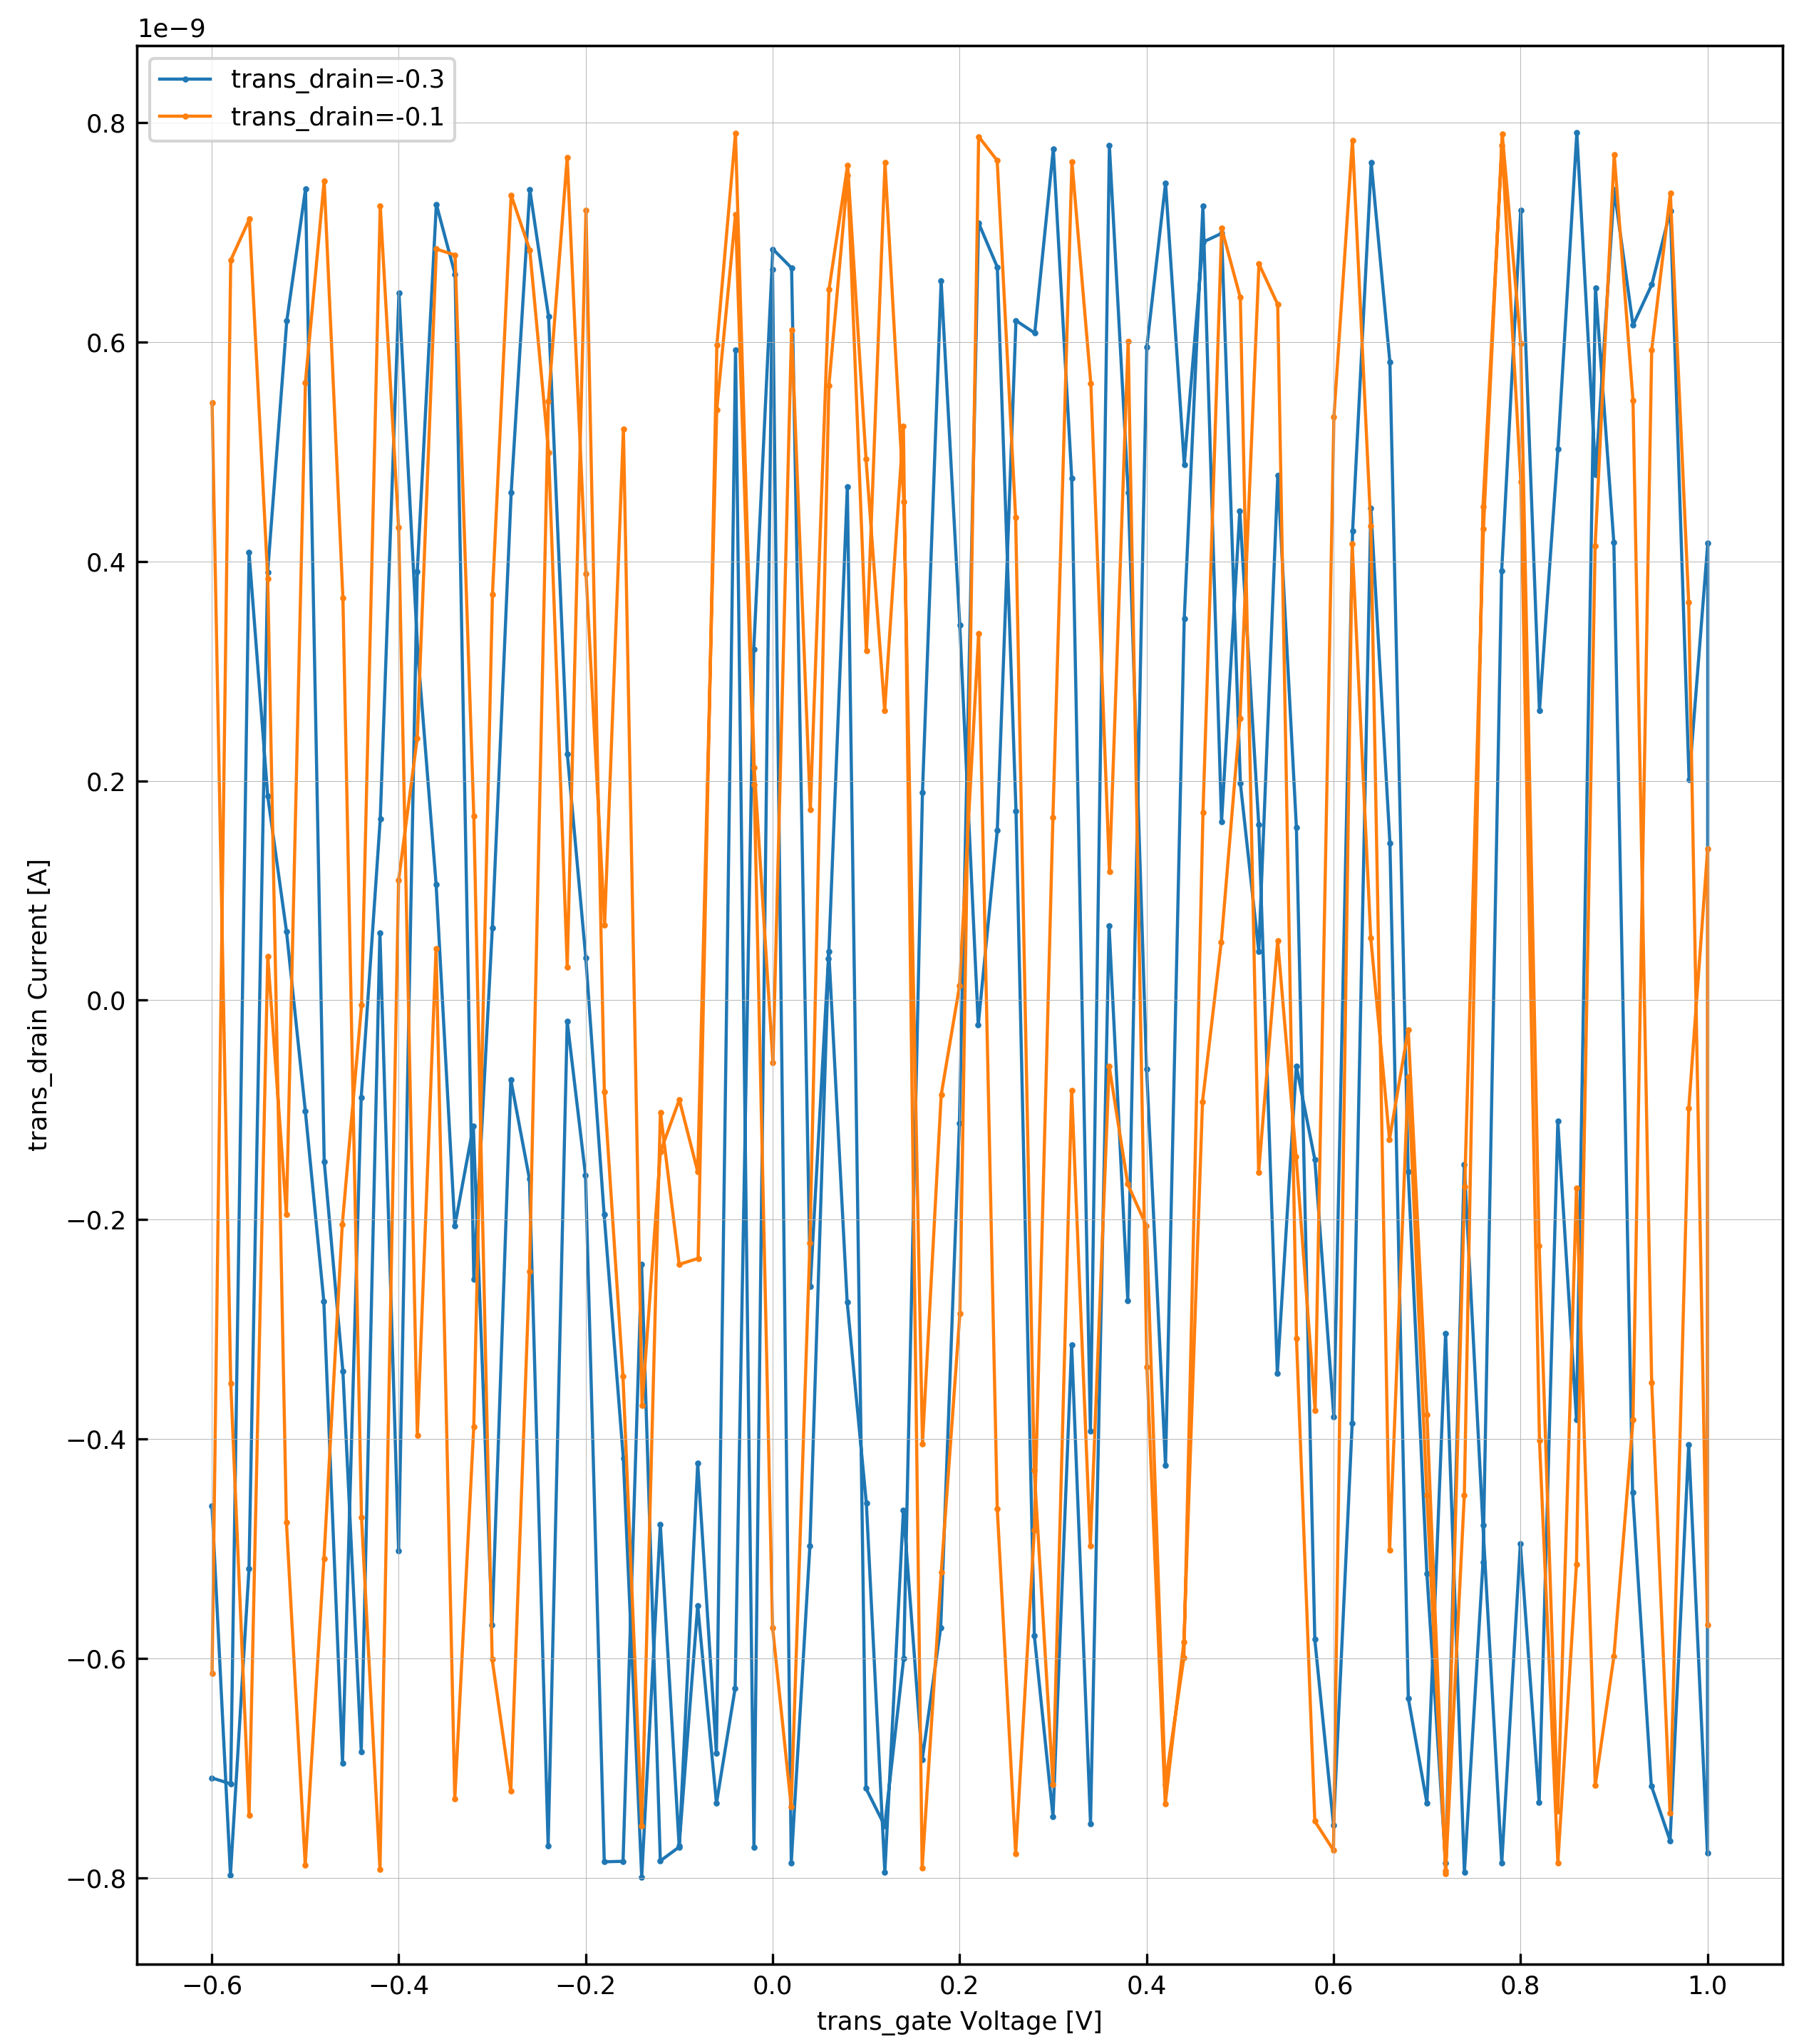 1e−9
trans_drain=-0.3
trans_drain=-0.1
0.8
0.6
0.4
0.2
0.0
−0.2
−0.4
−0.6
−0.8
trans_drain Current [A]
−0.6 −0.4 −0.2 0.0 0.2 0.4 0.6 0.8 1.0
trans_gate Voltage [V]